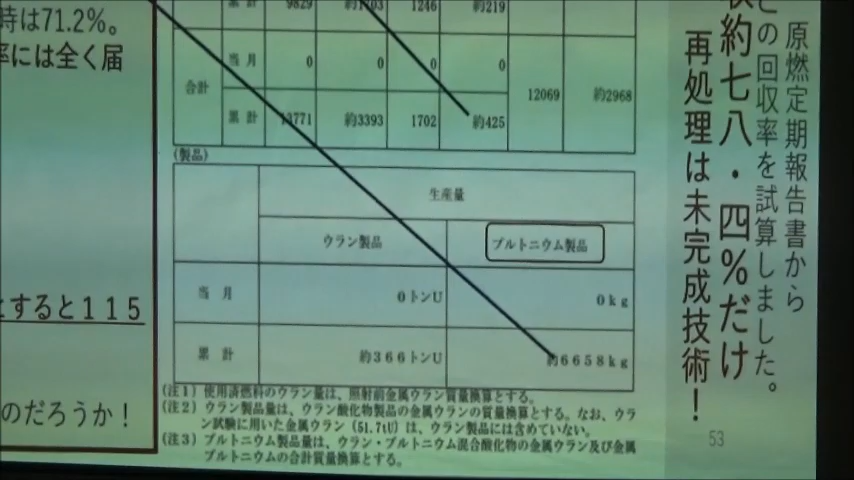 原燃定期報告書から
この回収率を試算しました。
収約七八・四%だけ
再処理は未完成技術！
時は71.2%。
率には全く届
とすると１１５
のだろうか！
累計 9829 約1703 1246 約219
合計 当月 0 0 0 0 12069 約2968
累計 13771 約3393 1702 約425
(製品)
生産量
ウラン製品 プルトニウム製品
当月 ０トンU ０kg
累計 約３６６トンU 約６６５８kg
(注１) 使用済燃料のウラン量は、照射前金属ウラン質量換算とする。
(注２) ウラン製品量は、ウラン酸化物製品の金属ウランの質量換算とする。なお、ウラ
ン試験に用いた金属ウラン (51.7tU) は、ウラン製品には含めていない。
(注３) プルトニウム製品量は、ウラン・プルトニウム混合酸化物の金属ウラン及び金属
プルトニウムの合計質量換算とする。
53